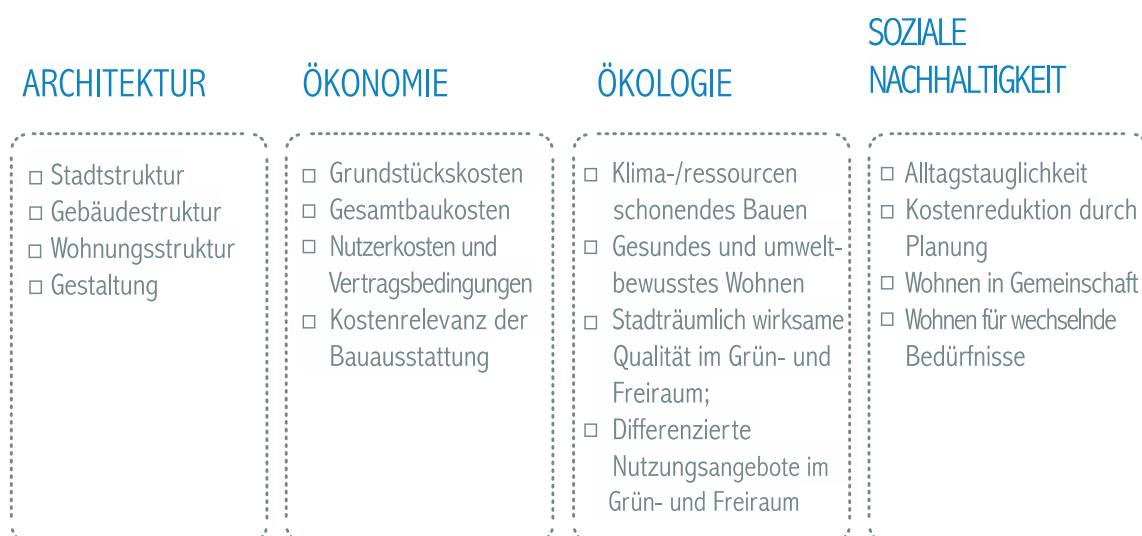 ARCHITEKTUR
□ Stadtstruktur
□ Gebäudestruktur
□ Wohnungsstruktur
□ Gestaltung
ÖKONOMIE
□ Grundstückskosten
□ Gesamtbaukosten
□ Nutzerkosten und
Vertragsbedingungen
□ Kostenrelevanz der
Bauausstattung
ÖKOLOGIE
□ Klima-/ressourcen
schonendes Bauen
□ Gesundes und umwelt-
bewusstes Wohnen
□ Stadträumlich wirksame
Qualität im Grün- und
Freiraum;
□ Differenzierte
Nutzungsangebote im
Grün- und Freiraum
SOZIALE
NACHHALTIGKEIT
□ Alltagstauglichkeit
□ Kostenreduktion durch
Planung
□ Wohnen in Gemeinschaft
□ Wohnen für wechselnde
Bedürfnisse